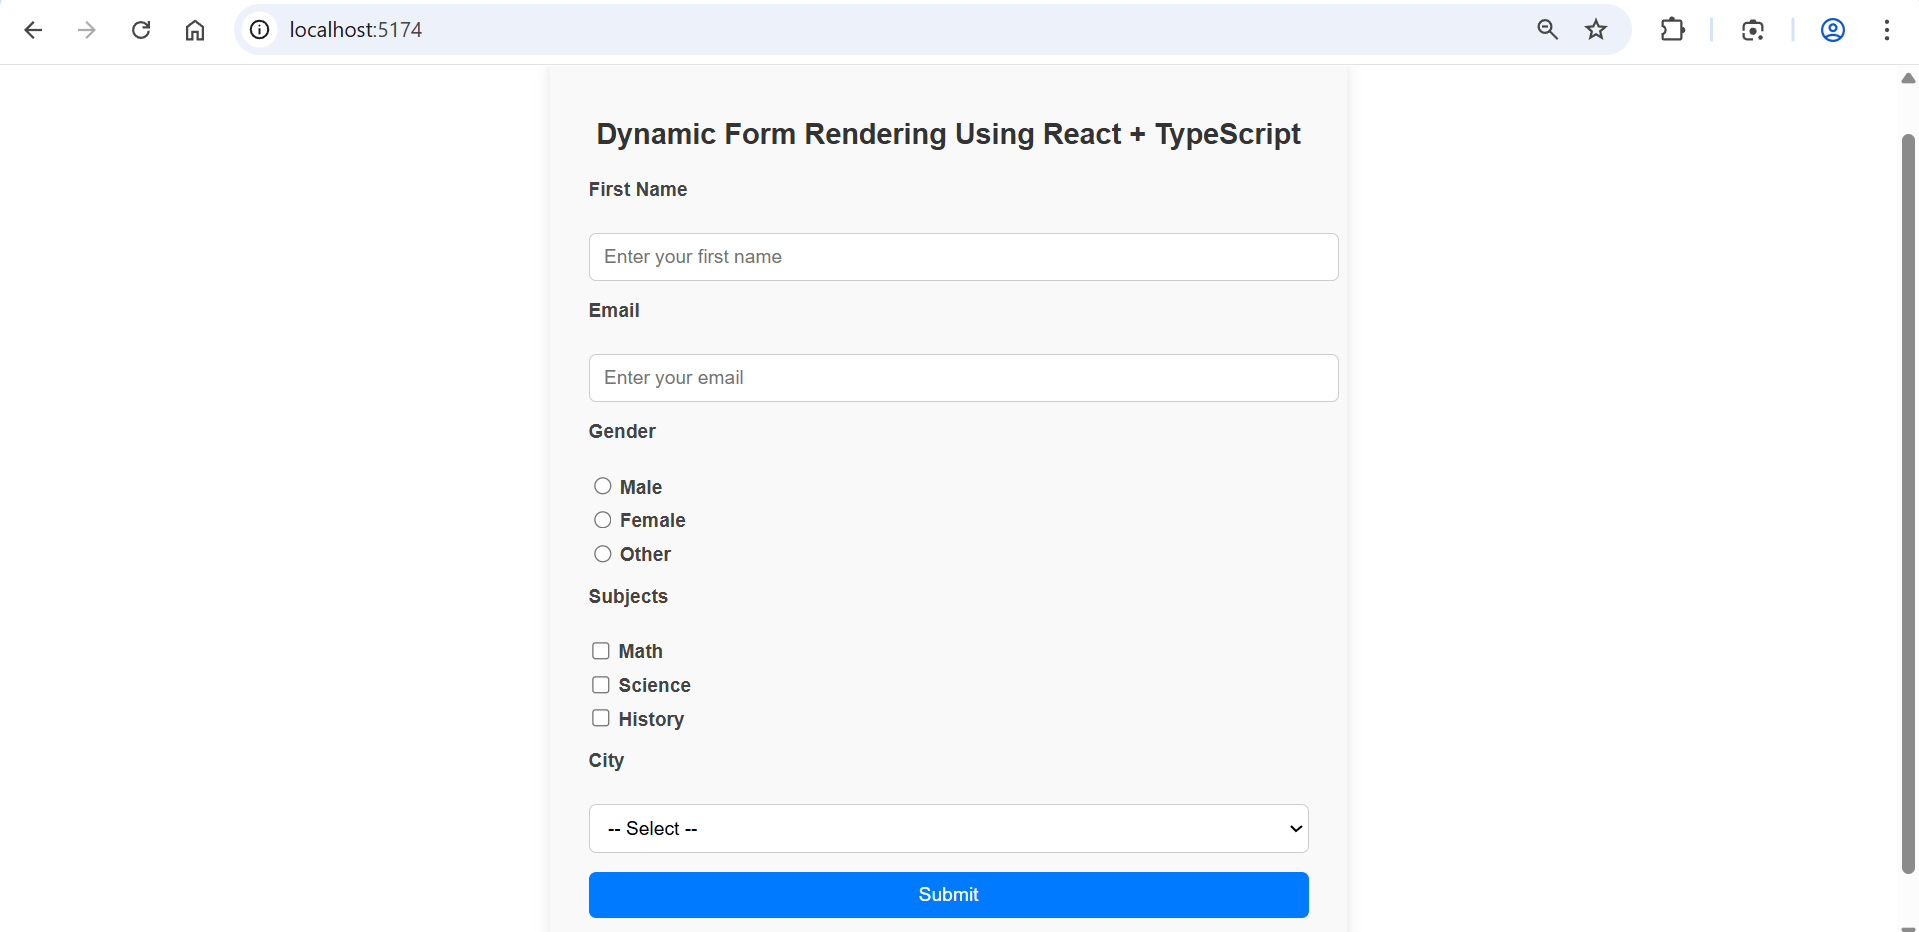 localhost:5174
Dynamic Form Rendering Using React + TypeScript
First Name
Enter your first name
Email
Enter your email
Gender
Male
Female
Other
Subjects
Math
Science
History
City
-- Select --
Submit